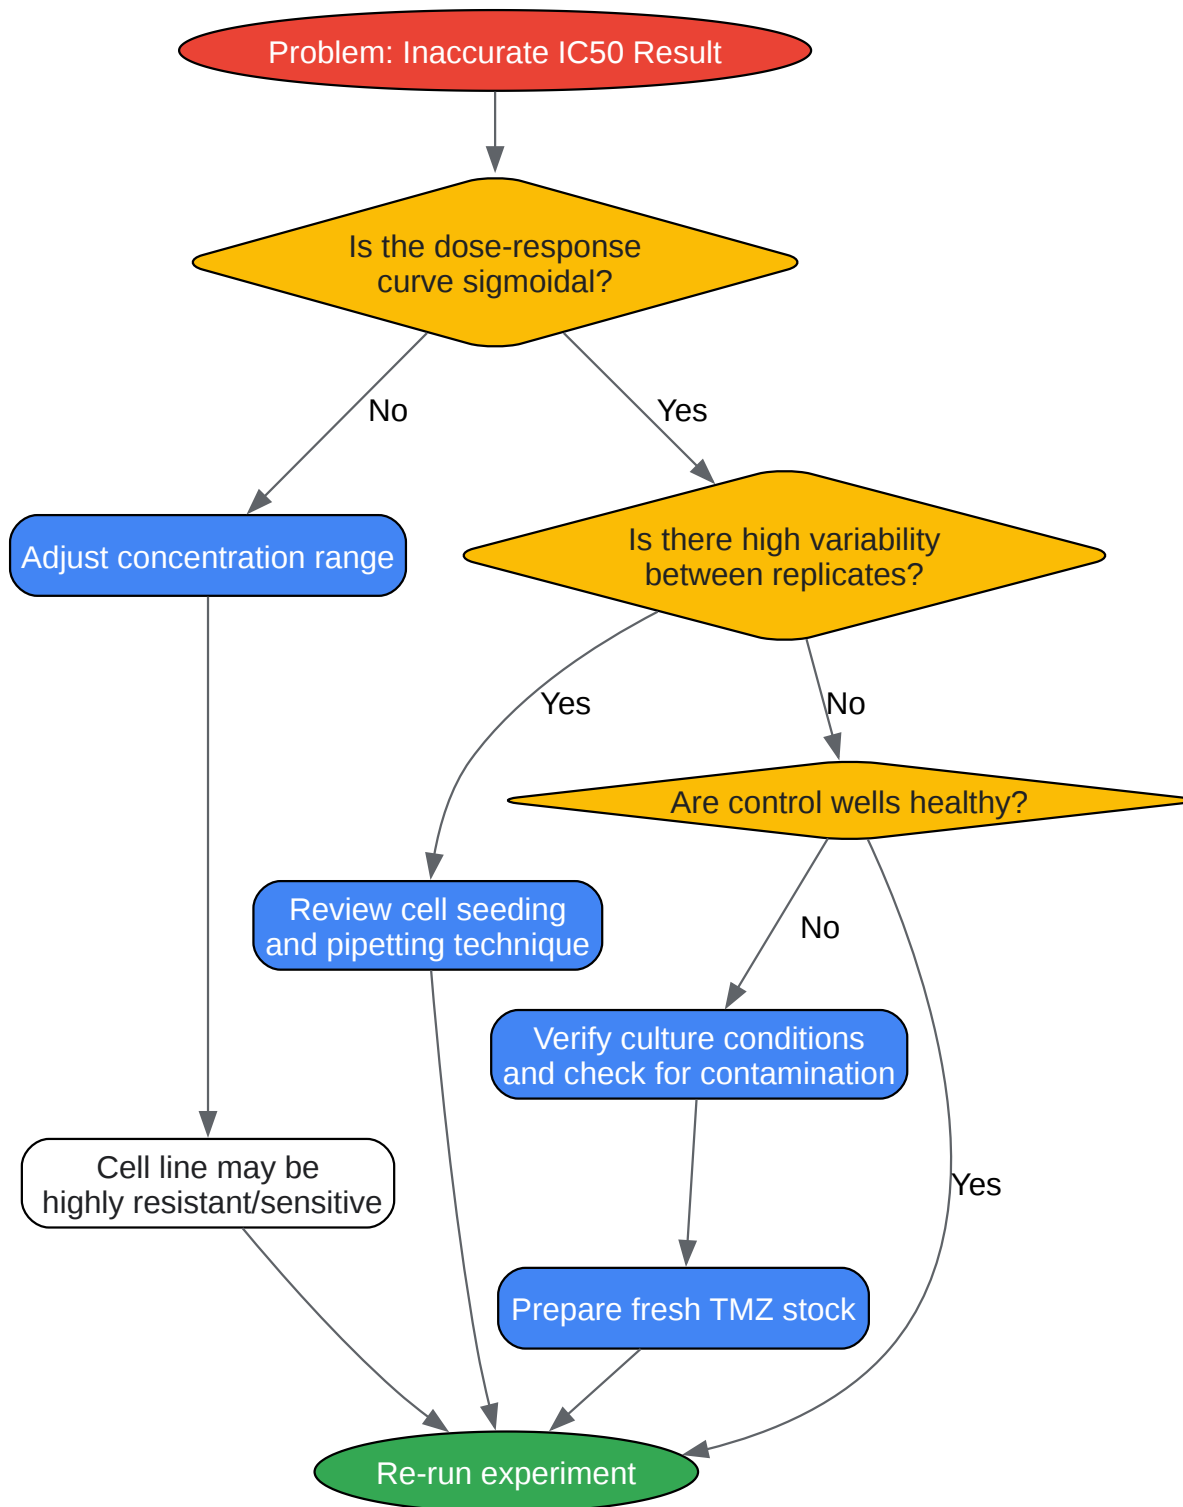 Problem: Inaccurate IC50 Result
Is the dose-response
curve sigmoidal?
No
Yes
Adjust concentration range
Is there high variability
between replicates?
Yes
No
Are control wells healthy?
Review cell seeding
and pipetting technique
No
Verify culture conditions
and check for contamination
Cell line may be
highly resistant/sensitive
Yes
Prepare fresh TMZ stock
Re-run experiment